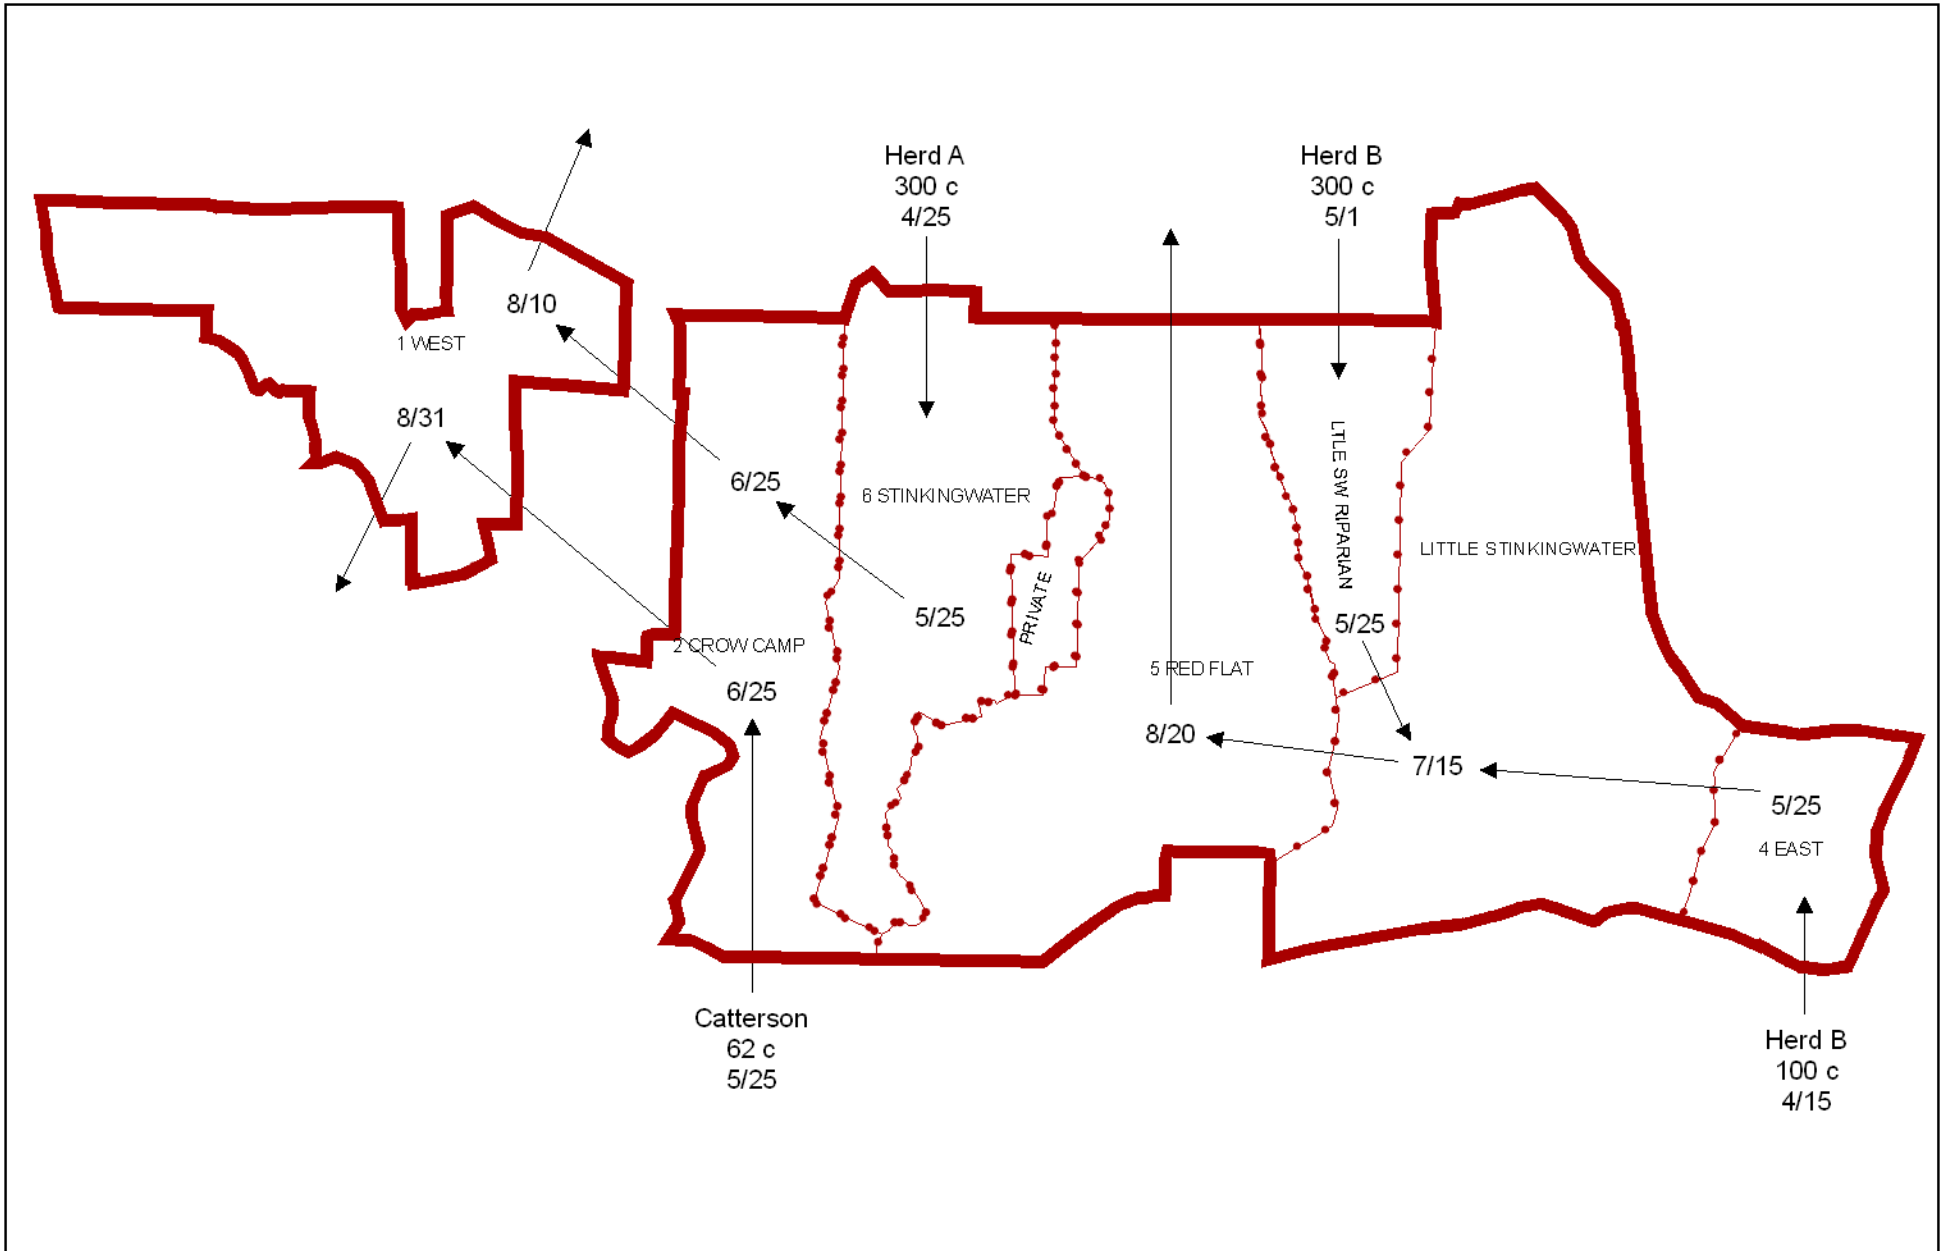 Herd A
300 c
4/25
Herd B
300 c
5/1
8/10
1 WEST
8/31
6/25
6 STINKINGWATER
LTLE SW RIPARIAN
LITTLE STINKINGWATER
5/25
PRIVATE
5/25
2 CROW CAMP
6/25
5 RED FLAT
8/20
7/15
5/25
4 EAST
Catterson
62 c
5/25
Herd B
100 c
4/15